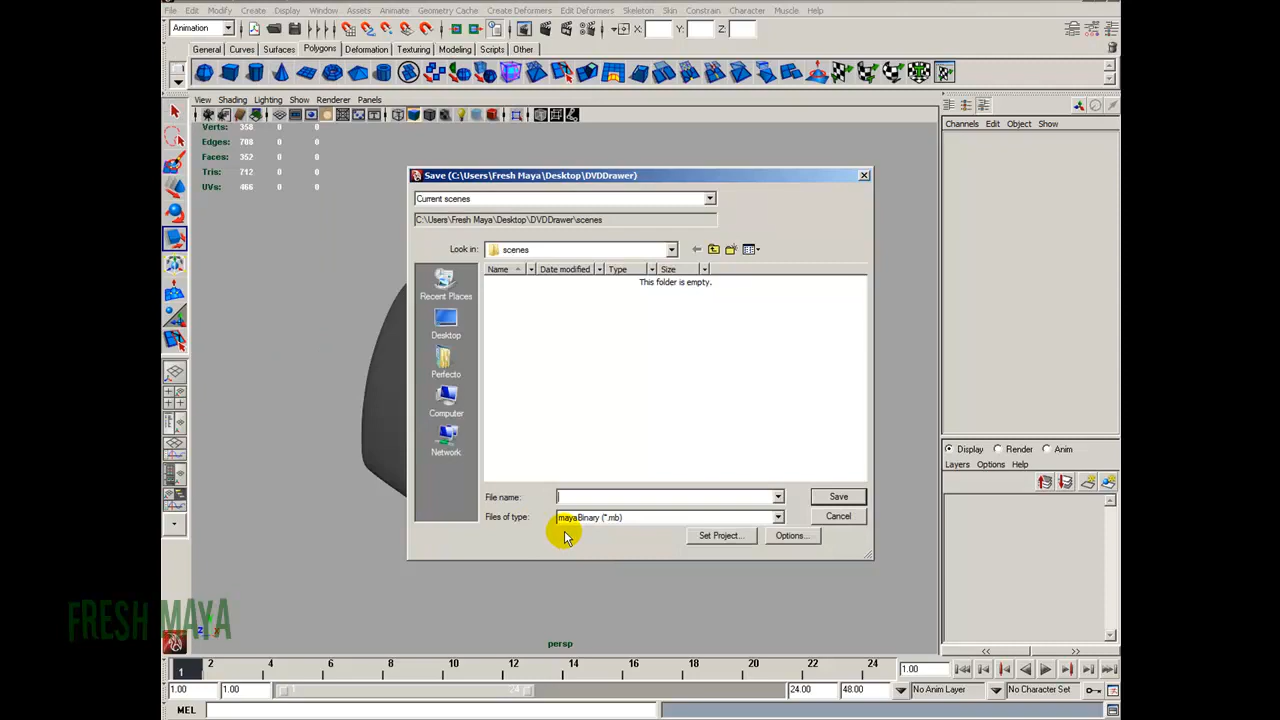 File Edit Modify Create Display Window Assets Animate Geometry Cache Create Deformers Edit Deformers Skeleton Skin Constrain Character Muscle Help
Animation X: Y: Z:
General Curves Surfaces Polygons Deformation Texturing Modeling Scripts Other
View Shading Lighting Show Renderer Panels
Channels Edit Object Show
Verts: 358 0 0
Edges: 708 0 0
Faces: 352 0 0
Tris: 712 0 0
UVs: 466 0 0
Save (C:\Users\Fresh Maya\Desktop\DVDDrawer)
Current scenes
C:\Users\Fresh Maya\Desktop\DVDDrawer\scenes
Look in: scenes
Name Date modified Type Size
This folder is empty.
Recent Places
Desktop
Perfecto
Computer
Network
File name: Save
Files of type: mayaBinary (*.mb) Cancel
Set Project... Options...
Display Render Anim
Layers Options Help
FRESH MAYA
Z
persp
2 4 6 8 10 12 14 16 18 20 22 24
1 1.00
1.00 1.00 24 24.00 48.00 No Anim Layer No Character Set
MEL